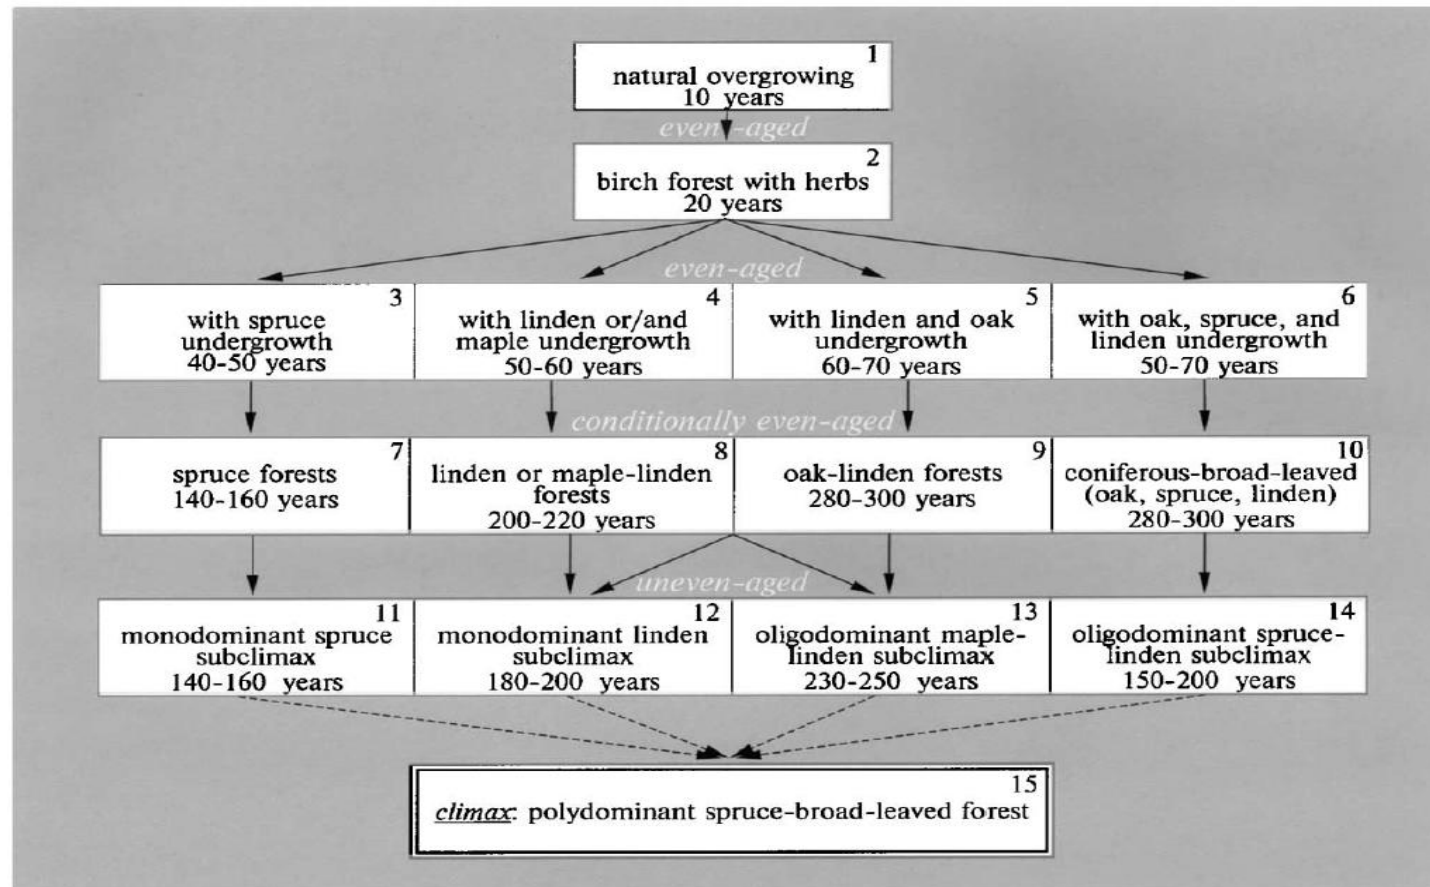 1
natural overgrowing
10 years
even-aged
2
birch forest with herbs
20 years
even-aged
3
with spruce
undergrowth
40-50 years
4
with linden or/and
maple undergrowth
50-60 years
5
with linden and oak
undergrowth
60-70 years
6
with oak, spruce, and
linden undergrowth
50-70 years
conditionally even-aged
7
spruce forests
140-160 years
8
linden or maple-linden
forests
200-220 years
9
oak-linden forests
280-300 years
10
coniferous-broad-leaved
(oak, spruce, linden)
280-300 years
uneven-aged
11
monodominant spruce
subclimax
140-160 years
12
monodominant linden
subclimax
180-200 years
13
oligodominant maple-
linden subclimax
230-250 years
14
oligodominant spruce-
linden subclimax
150-200 years
15
climax: polydominant spruce-broad-leaved forest